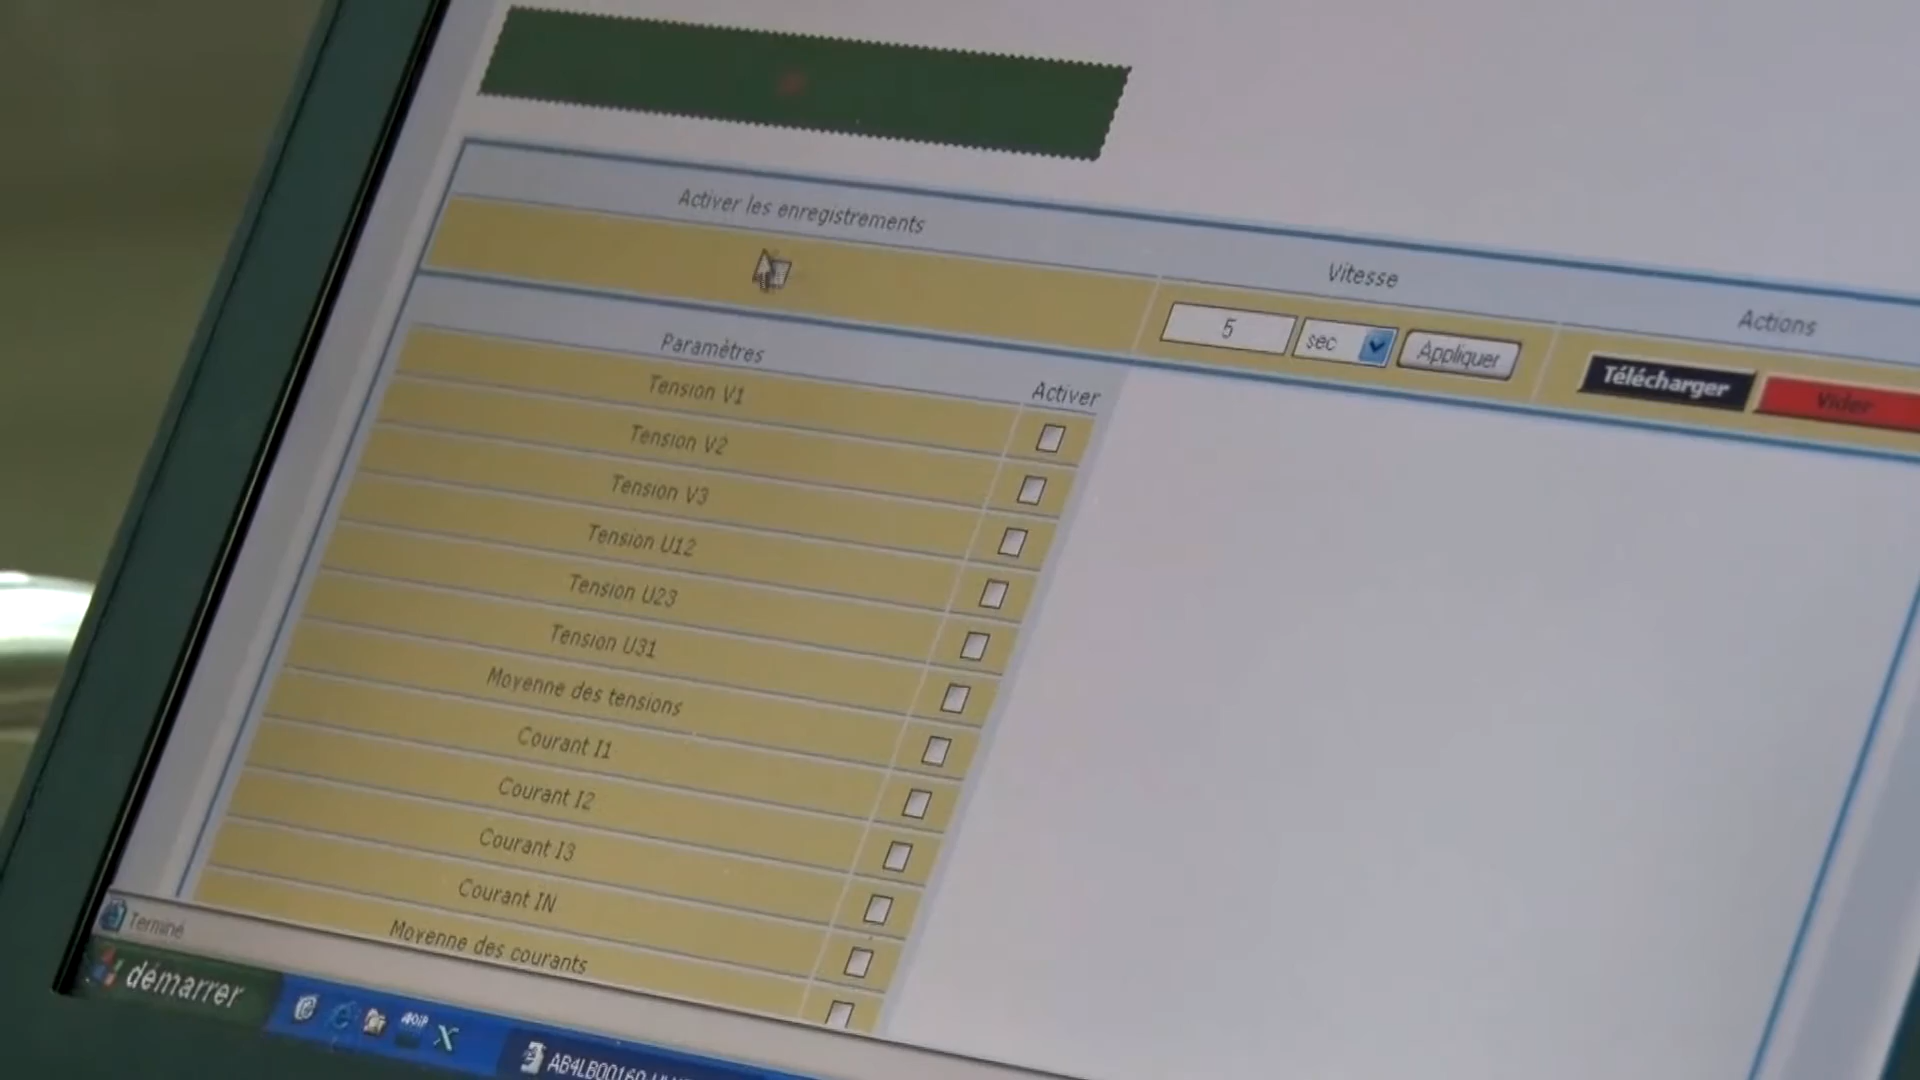 Activer les enregistrements
Vitesse
Actions
5
sec
Appliquer
Télécharger
Vider
Paramètres
Activer
Tension V1
Tension V2
Tension V3
Tension U12
Tension U23
Tension U31
Moyenne des tensions
Courant I1
Courant I2
Courant I3
Courant IN
Moyenne des courants
Terminé
démarrer